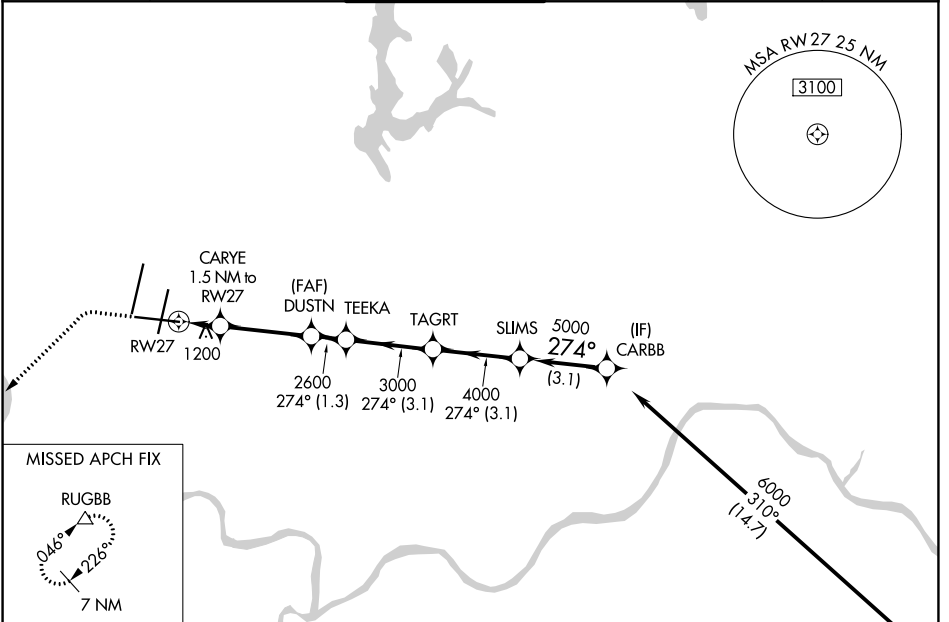 MSA RW27 25 NM
3100
CARYE
1.5 NM to
RW27
(FAF)
DUSTN
TEEKA
TAGRT
SLIMS
5000
274°
(3.1)
(IF)
CARBB
RW27
1200
2600
274° (1.3)
3000
274° (3.1)
4000
274° (3.1)
6000
310°
(14.7)
MISSED APCH FIX
RUGBB
046°
226°
7 NM